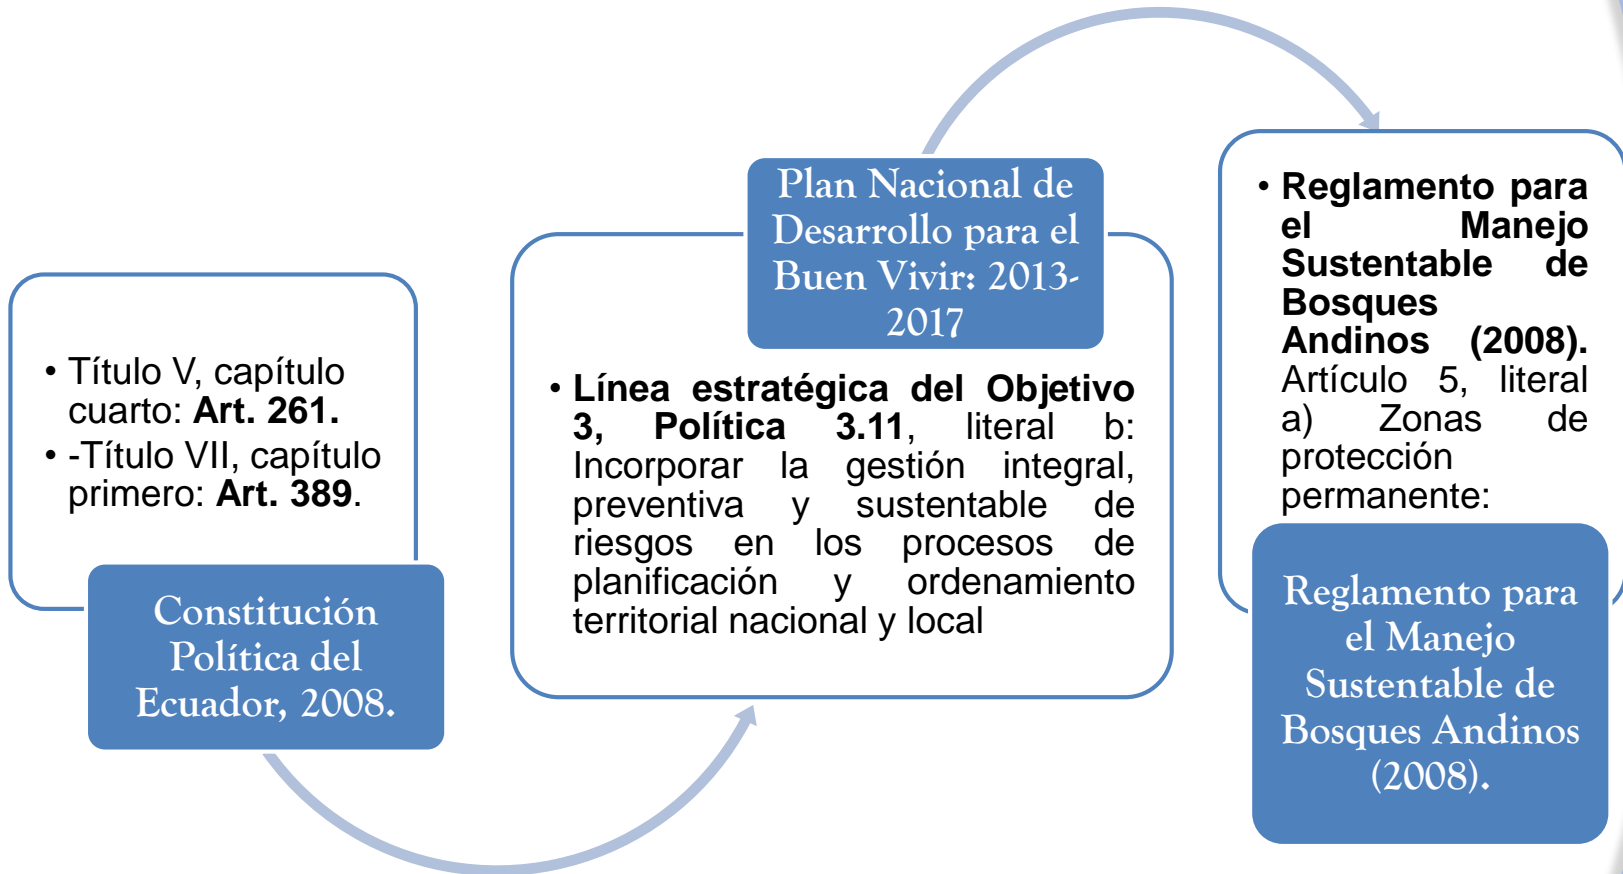 • Título V, capítulo
cuarto: Art. 261.
• -Título VII, capítulo
primero: Art. 389.
Constitución
Política del
Ecuador, 2008.
Plan Nacional de
Desarrollo para el
Buen Vivir: 2013-
2017
• Línea estratégica del Objetivo
3, Política 3.11, literal b:
Incorporar la gestión integral,
preventiva y sustentable de
riesgos en los procesos de
planificación y ordenamiento
territorial nacional y local
• Reglamento para
el Manejo
Sustentable de
Bosques
Andinos (2008).
Artículo 5, literal
a) Zonas de
protección
permanente:
Reglamento para
el Manejo
Sustentable de
Bosques Andinos
(2008).